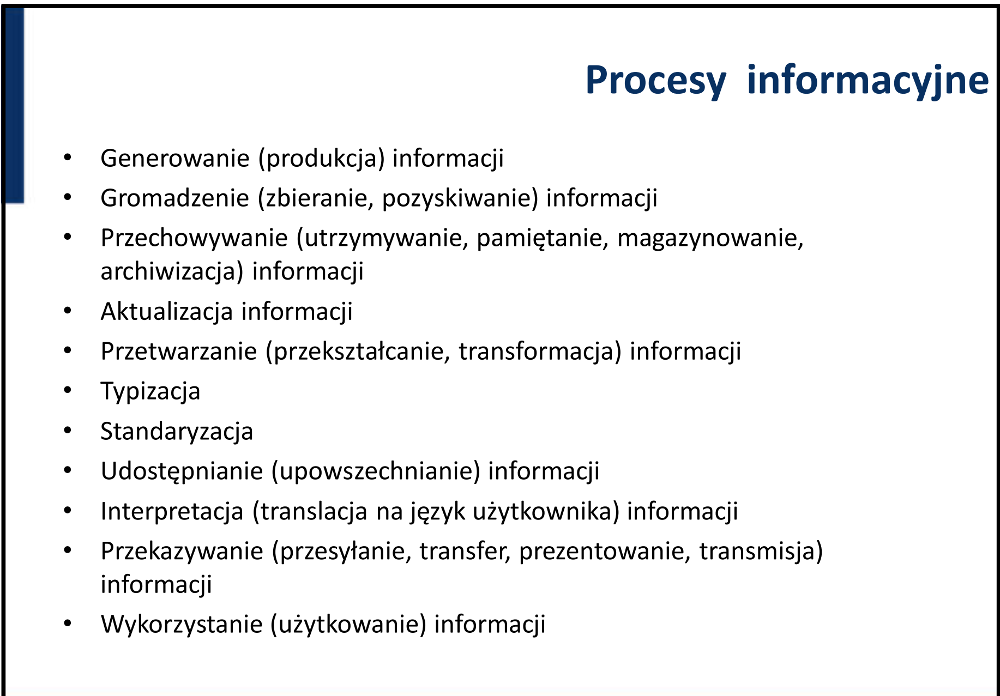 Procesy informacyjne
• Generowanie (produkcja) informacji
• Gromadzenie (zbieranie, pozyskiwanie) informacji
• Przechowywanie (utrzymywanie, pamiętanie, magazynowanie,
archiwizacja) informacji
• Aktualizacja informacji
• Przetwarzanie (przekształcanie, transformacja) informacji
• Typizacja
• Standaryzacja
• Udostępnianie (upowszechnianie) informacji
• Interpretacja (translacja na język użytkownika) informacji
• Przekazywanie (przesyłanie, transfer, prezentowanie, transmisja)
informacji
• Wykorzystanie (użytkowanie) informacji